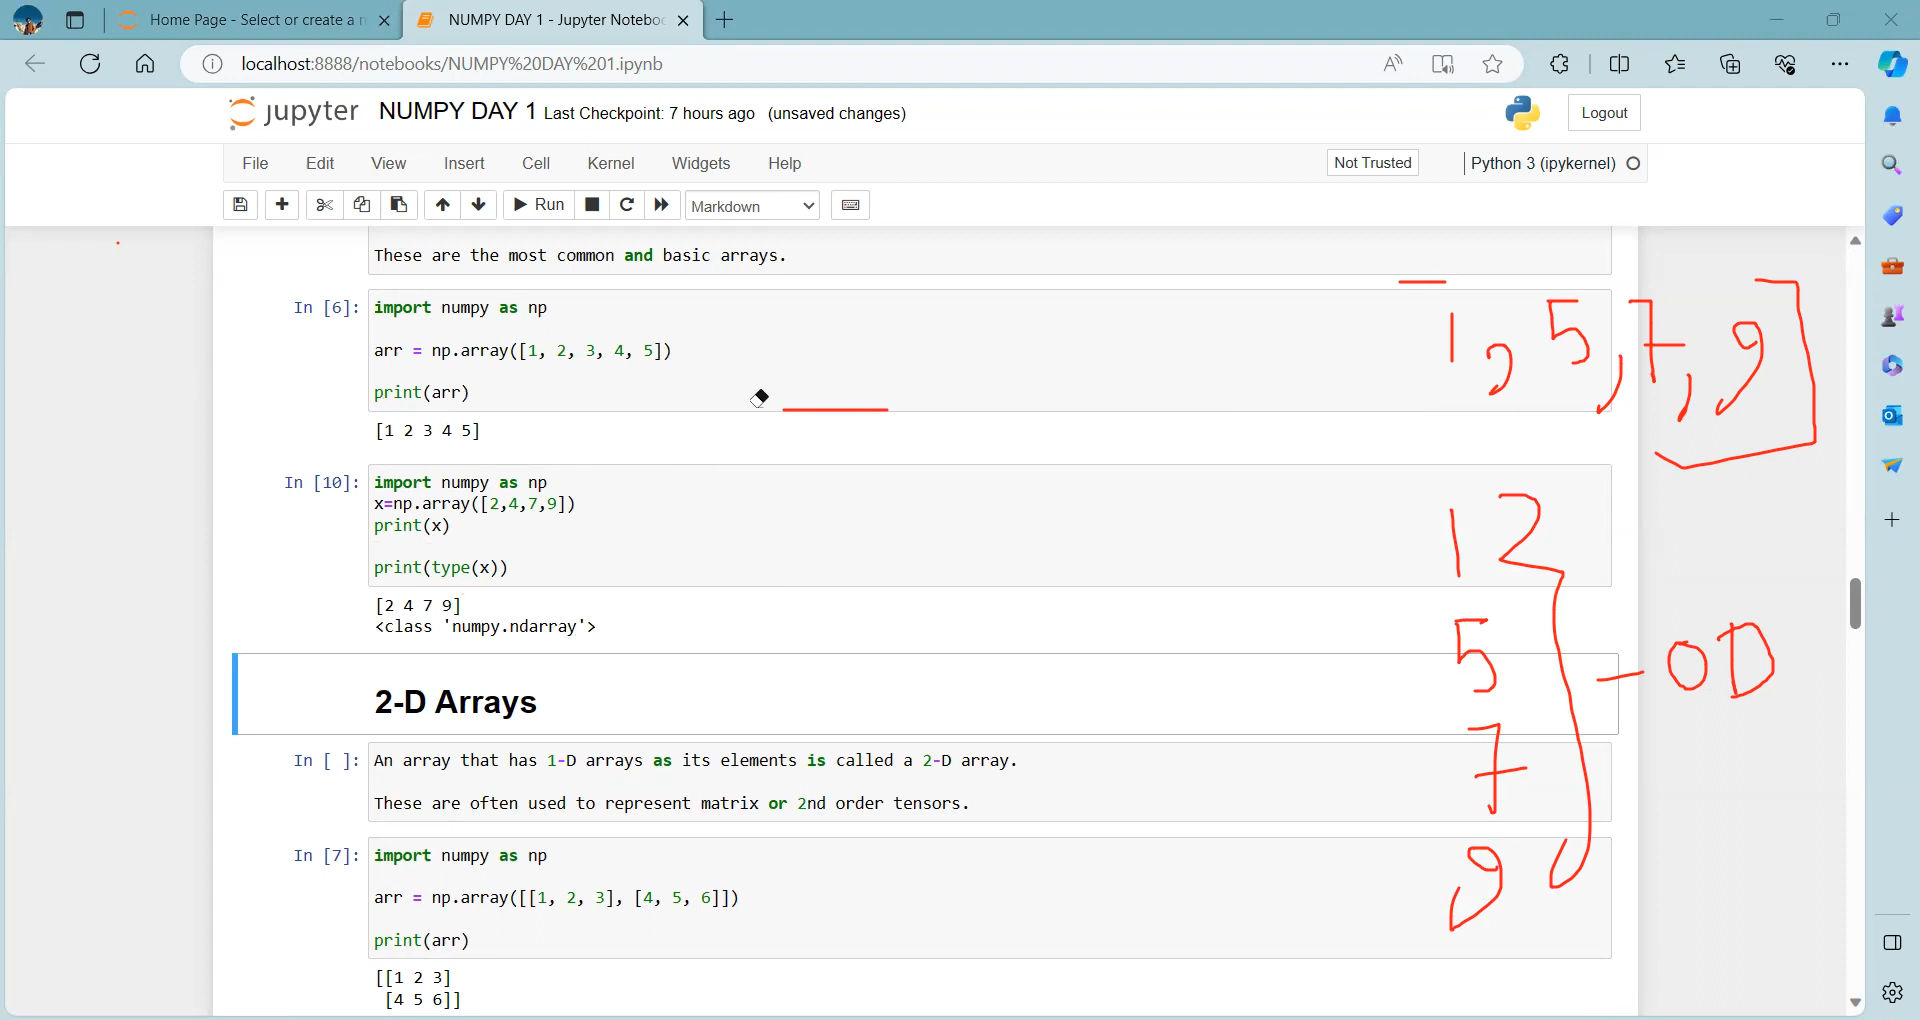 Home Page - Select or create a n
NUMPY DAY 1 - Jupyter Noteboo
localhost:8888/notebooks/NUMPY%20DAY%201.ipynb
jupyter NUMPY DAY 1 Last Checkpoint: 7 hours ago (unsaved changes)
Logout
File Edit View Insert Cell Kernel Widgets Help
Not Trusted
Python 3 (ipykernel)
Run
Markdown
These are the most common and basic arrays.
In [6]: import numpy as np
arr = np.array([1, 2, 3, 4, 5])
print(arr)
[1 2 3 4 5]
1, 5, 7, 9]
In [10]: import numpy as np
x=np.array([2,4,7,9])
print(x)
print(type(x))
[2 4 7 9]
<class 'numpy.ndarray'>
12
5
7
9
- 0D
2-D Arrays
In [ ]: An array that has 1-D arrays as its elements is called a 2-D array.
These are often used to represent matrix or 2nd order tensors.
In [7]: import numpy as np
arr = np.array([[1, 2, 3], [4, 5, 6]])
print(arr)
[[1 2 3]
[4 5 6]]